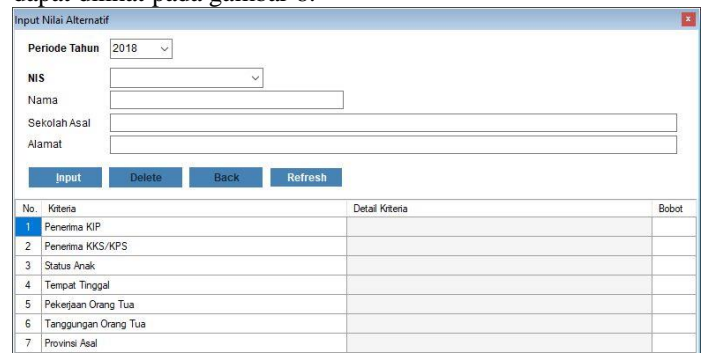 dapat dilihat pada gambar 8.
Input Nilai Alternatif x
Periode Tahun 2018
NIS
Nama
Sekolah Asal
Alamat
Input Delete Back Refresh
No. Kriteria Detail Kriteria Bobot
1 Penerima KIP
2 Penerima KKS/KPS
3 Status Anak
4 Tempat Tinggal
5 Pekerjaan Orang Tua
6 Tanggungan Orang Tua
7 Provinsi Asal